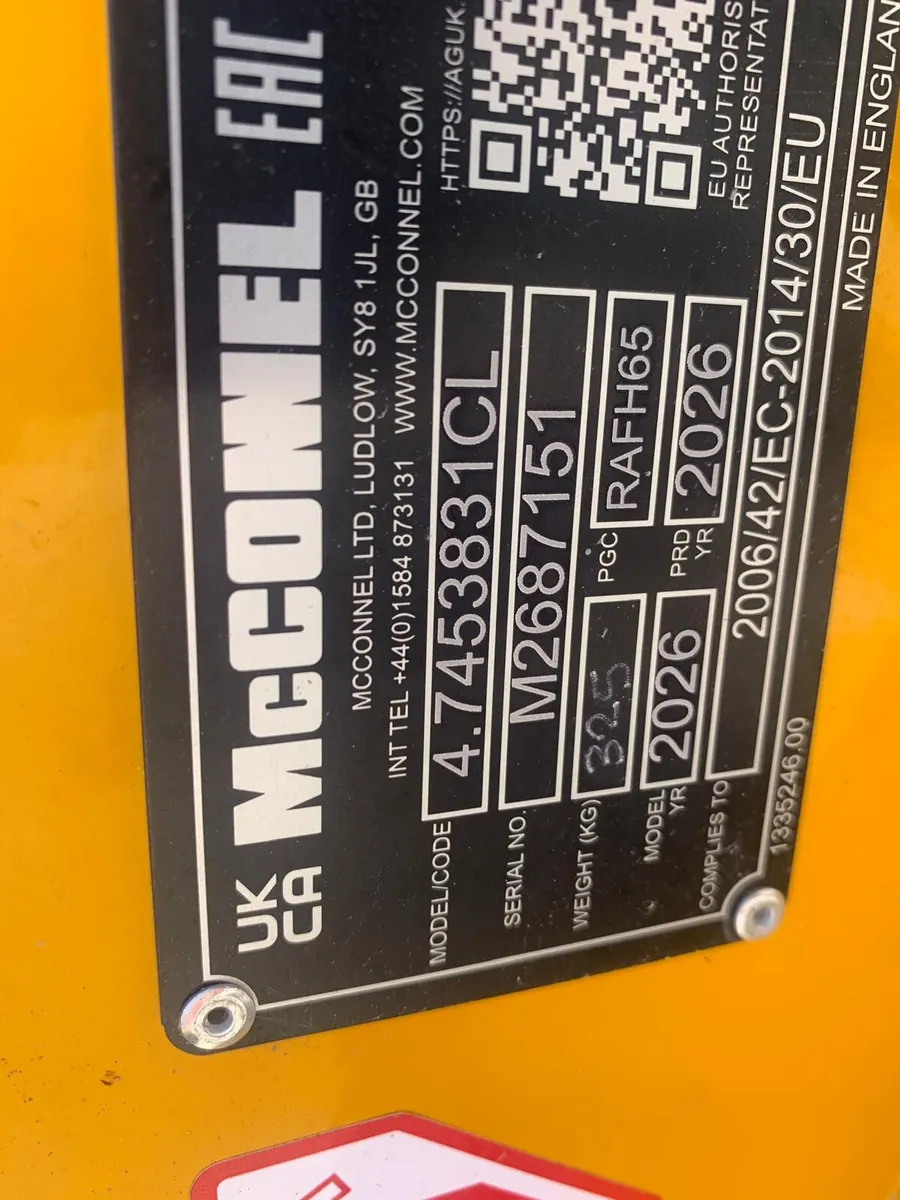 UK
CA
McCONNEL
EAC
MCCONNEL LTD, LUDLOW, SY8 1JL, GB
INT TEL +44(0)1584 873131 WWW.MCCONNEL.COM
HTTPS://AGUK.
MODEL/CODE 4.7453831CL
SERIAL NO. M2687151
WEIGHT (KG) 325
PGC RAFH65
MODEL YR 2026
PRD YR 2026
EU AUTHORIS
REPRESENTAT
COMPLIES TO 2006/42/EC-2014/30/EU
1335246.00
MADE IN ENGLAN